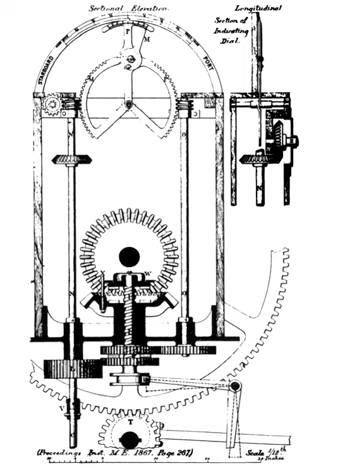 Sectional Elevation.
Longitudinal
Section of
Indicating
Dial.
STARBOARD
PORT
P
M
N
W
V
T
(Proceedings Inst. M.E. 1867. Page 267)
Scale 1/12th